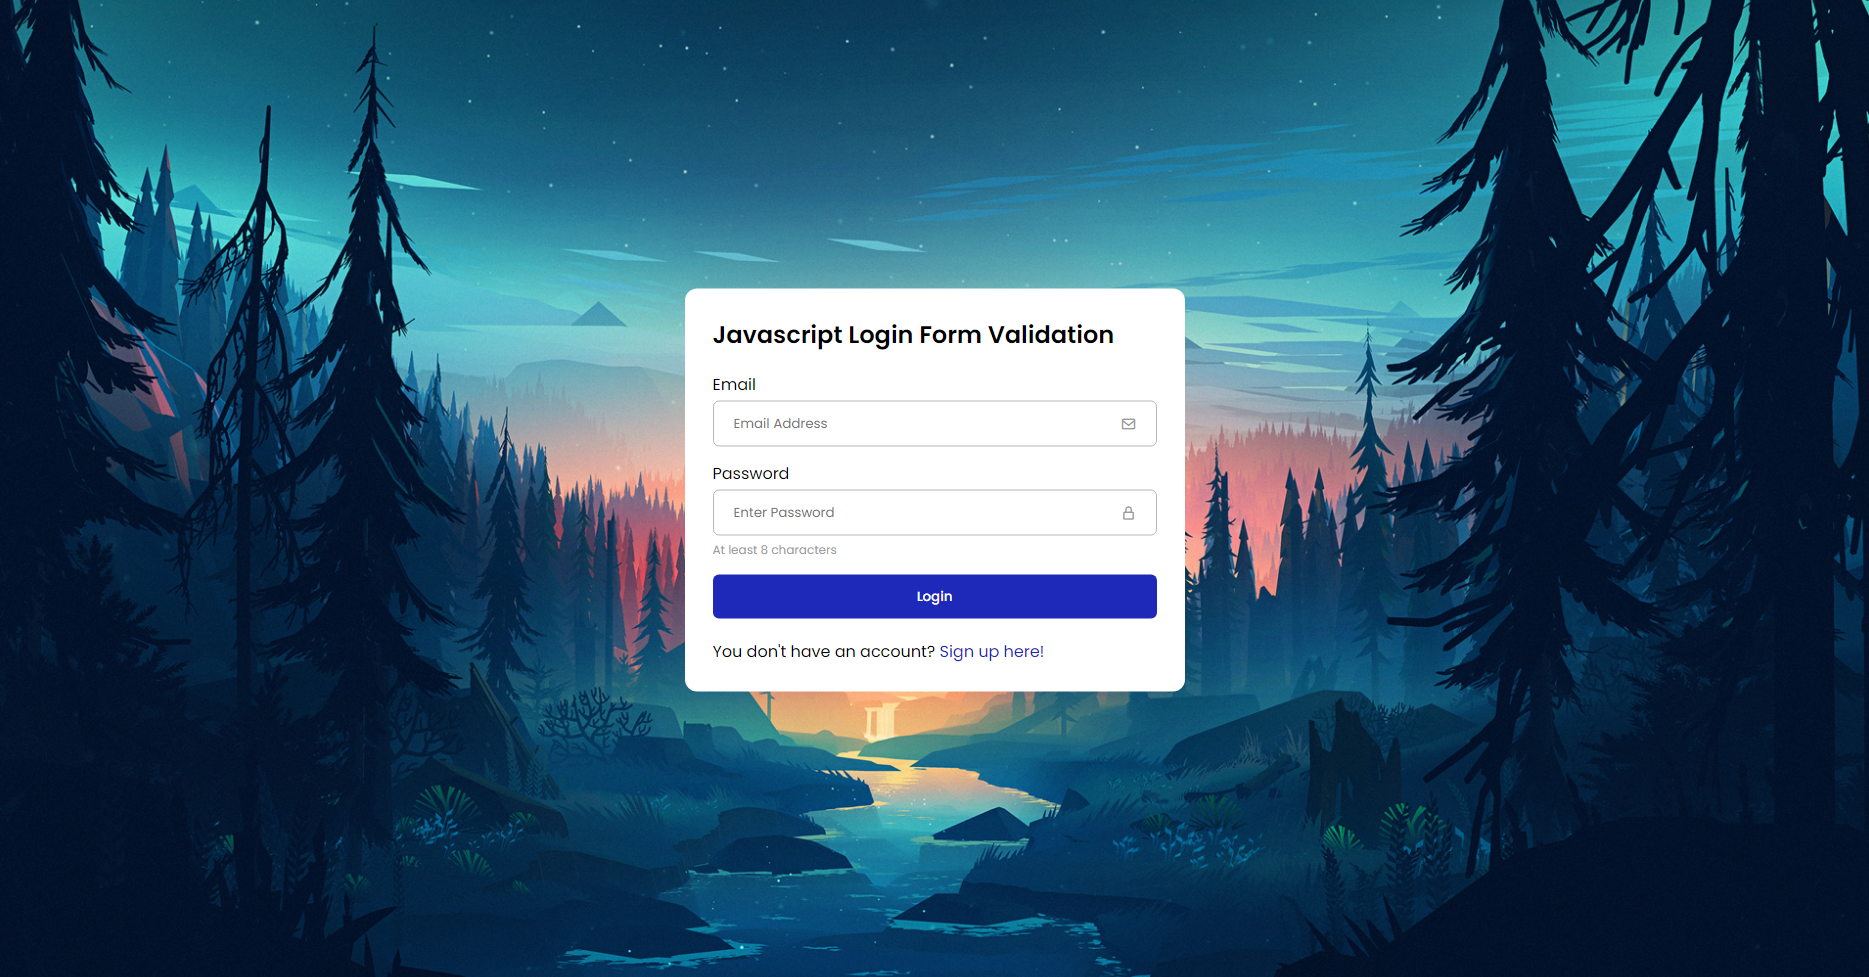 Javascript Login Form Validation
Email
Email Address
Password
Enter Password
At least 8 characters
Login
You don't have an account? Sign up here!